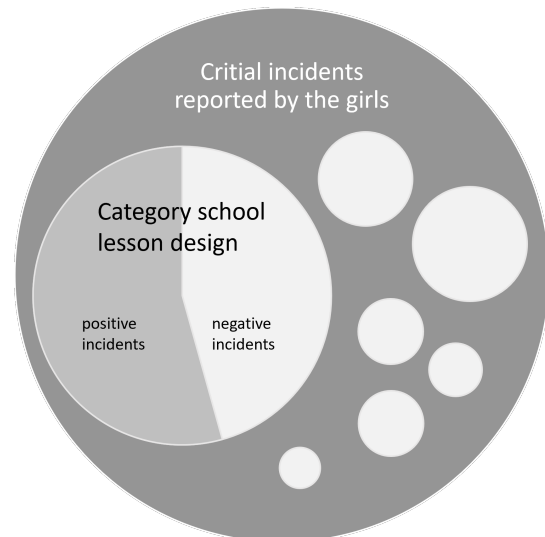 Critial incidents
reported by the girls
Category school
lesson design
positive
incidents
negative
incidents